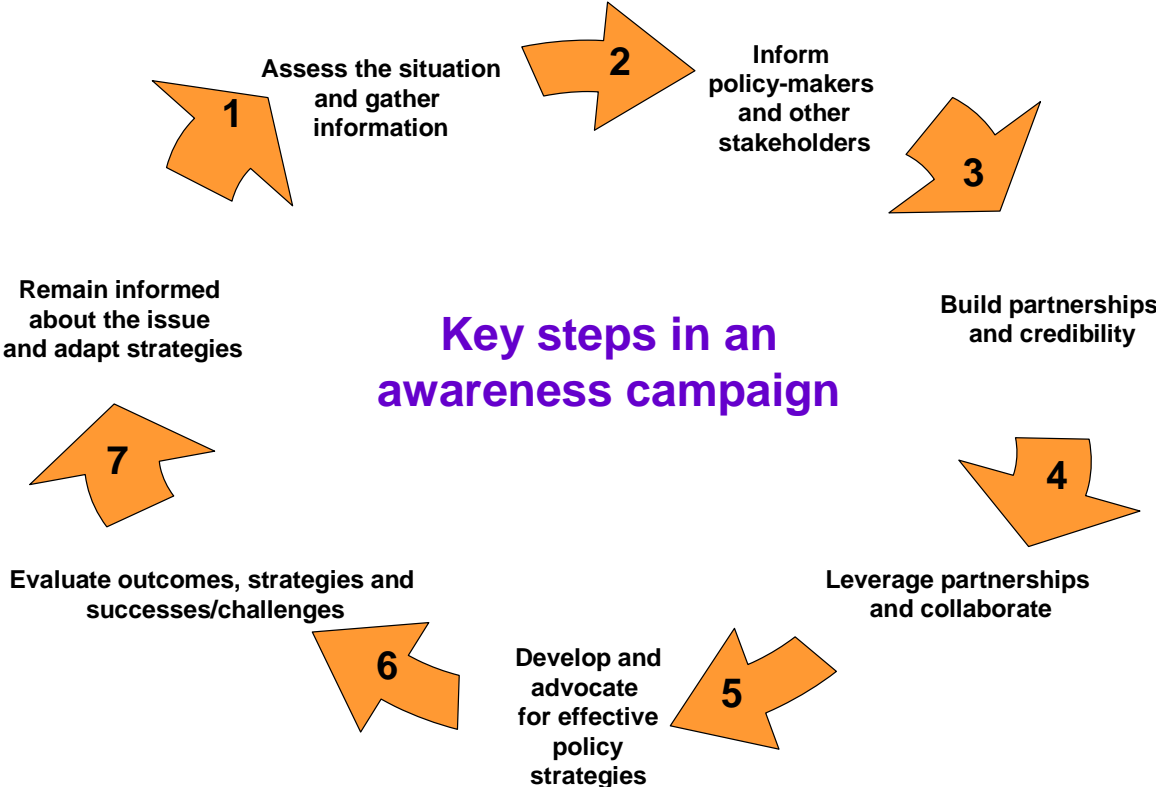 1
Assess the situation
and gather
information
2
Inform
policy-makers
and other
stakeholders
3
Build partnerships
and credibility
4
Leverage partnerships
and collaborate
5
Develop and
advocate
for effective
policy
strategies
6
Evaluate outcomes, strategies and
successes/challenges
7
Remain informed
about the issue
and adapt strategies
Key steps in an
awareness campaign